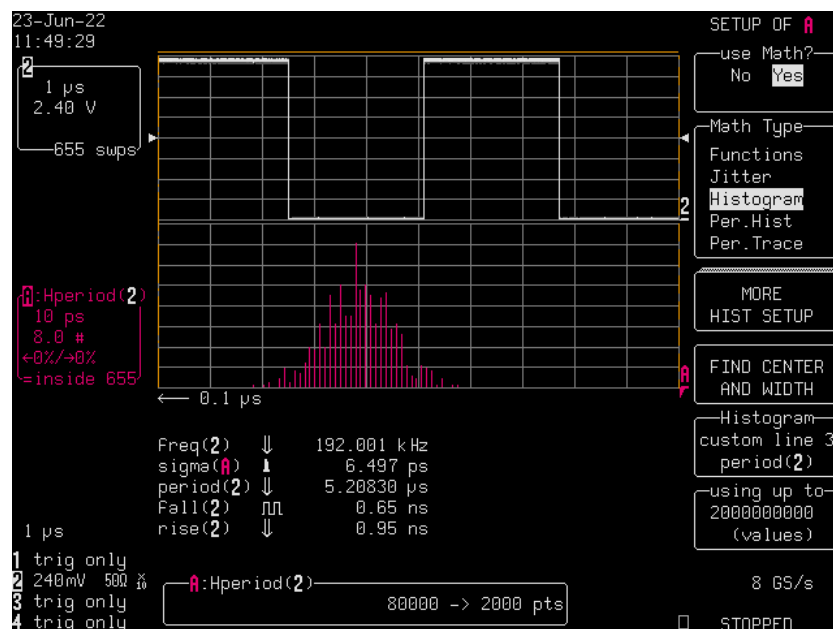 23-Jun-22
11:49:29
2
1 µs
2.40 V
655 swps
2
A:Hperiod(2)
10 ps
8.0 #
←0%/→0%
=inside 655
A
← 0.1 µs
Freq(2) ⇓ 192.001 kHz
sigma(A) 6.497 ps
period(2) ⇓ 5.20830 µs
Fall(2) 0.65 ns
rise(2) ⇓ 0.95 ns
1 µs
1 trig only
2 240mV 50Ω X10
3 trig only
4 trig only
A:Hperiod(2)
80000 -> 2000 pts
SETUP OF A
use Math?
No Yes
Math Type
Functions
Jitter
Histogram
Per.Hist
Per.Trace
MORE
HIST SETUP
FIND CENTER
AND WIDTH
Histogram
custom line 3
period(2)
using up to
2000000000
(values)
8 GS/s
STOPPED